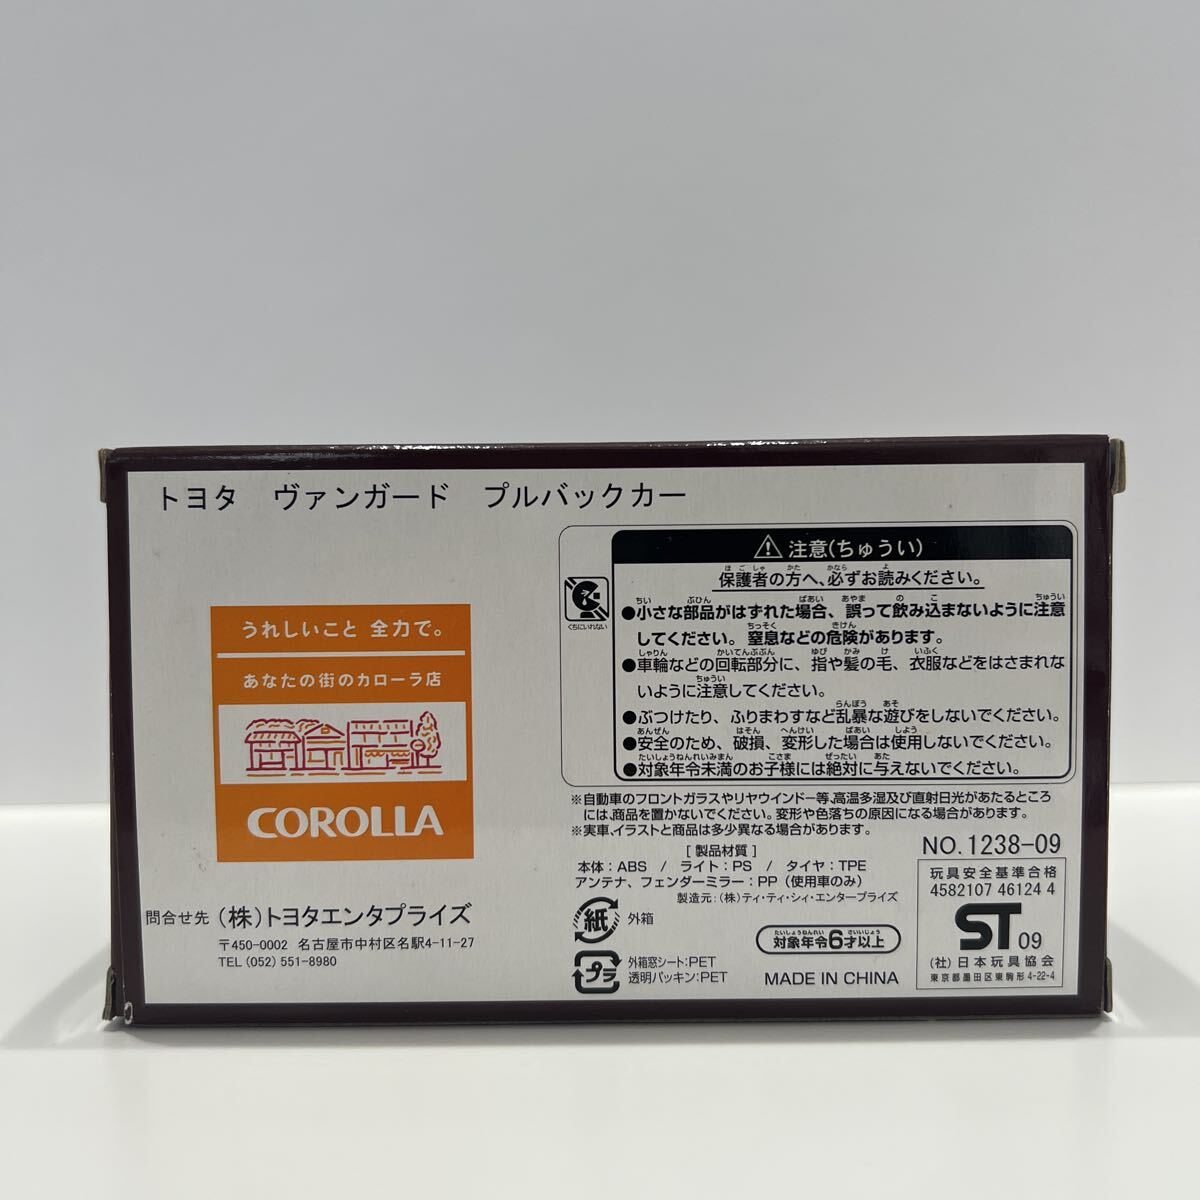 トヨタ ヴァンガード プルバックカー
うれしいこと 全力で。
あなたの街のカローラ店
COROLLA
問合せ先 (株)トヨタエンタプライズ
〒450-0002 名古屋市中村区名駅4-11-27
TEL (052) 551-8980
くちにいれない
⚠ 注意(ちゅうい)
保護者の方へ、必ずお読みください。
●小さな部品がはずれた場合、誤って飲み込まないように注意
してください。窒息などの危険があります。
●車輪などの回転部分に、指や髪の毛、衣服などをはさまれな
いように注意してください。
●ぶつけたり、ふりまわすなど乱暴な遊びをしないでください。
●安全のため、破損、変形した場合は使用しないでください。
●対象年令未満のお子様には絶対に与えないでください。
※自動車のフロントガラスやリヤウインドー等、高温多湿及び直射日光があたるところ
には、商品を置かないでください。変形や色落ちの原因になる場合があります。
※実車、イラストと商品は多少異なる場合があります。
[ 製品材質 ]
本体：ABS / ライト：PS / タイヤ：TPE
アンテナ、フェンダーミラー：PP (使用車のみ)
製造元：(株)ティ・ティ・シィ・エンタープライズ
紙 外箱
プラ 外箱窓シート：PET
透明パッキン：PET
対象年令6才以上
MADE IN CHINA
NO.1238-09
玩具安全基準合格
4582107 46124 4
ST 09
(社)日本玩具協会
東京都墨田区東駒形4-22-4